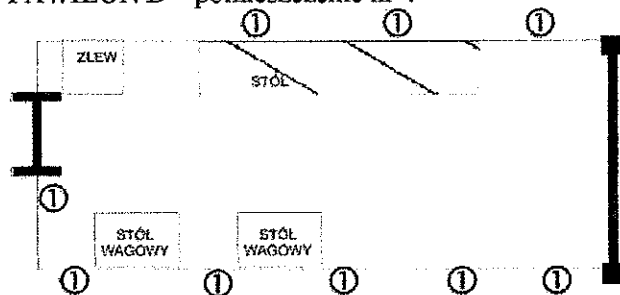 PAWILON D – pomieszczenie nr
① ① ①
ZLEW
STÓŁ
①
STÓŁ
WAGOWY
STÓŁ
WAGOWY
① ① ① ① ①